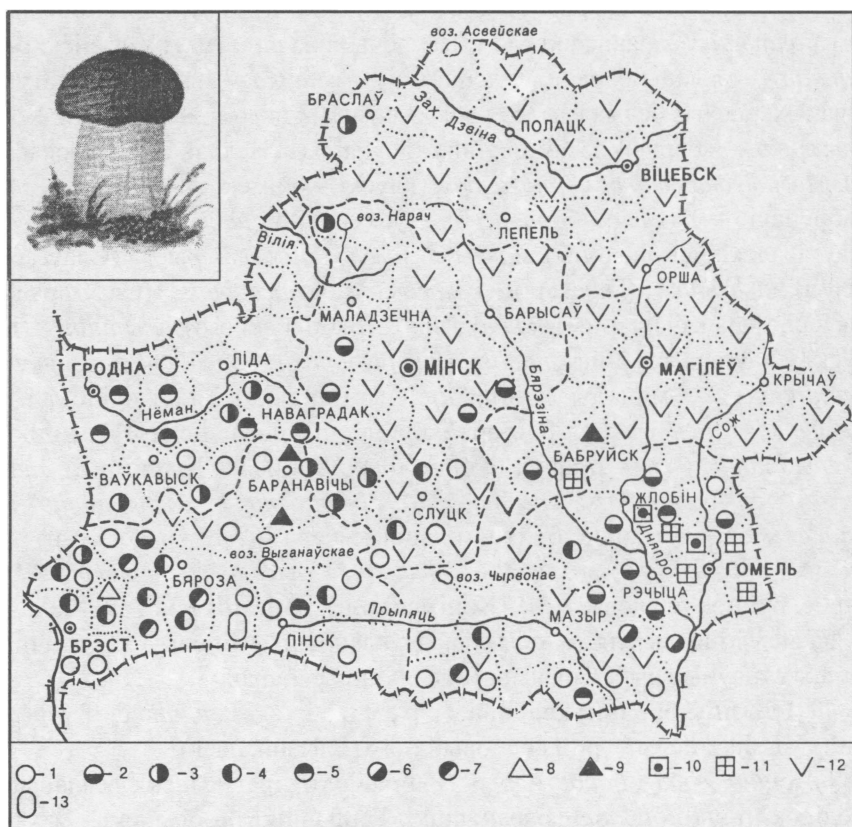 воз. Асвейскае
БРАСЛАЎ
Зах. Дзвіна
ПОЛАЦК
ВІЦЕБСК
воз. Нарач
ЛЕПЕЛЬ
Вілія
ОРША
МАЛАДЗЕЧНА
БАРЫСАЎ
ГРОДНА
ЛІДА
МІНСК
Бярэзіна
МАГІЛЕЎ
КРЫЧАЎ
Нёман
НАВАГРАДАК
Сож
ВАЎКАВЫСК
БАРАНАВІЧЫ
БАБРУЙСК
СЛУЦК
ЖЛОБІН
воз. Выганаўскае
Дняпро
БЯРОЗА
воз. Чырвонае
ГОМЕЛЬ
РЭЧЫЦА
Прыпяць
МАЗЫР
БРЭСТ
ПІНСК
-1 -2 -3 -4 -5 -6 -7 -8 -9 -10 -11 -12
-13